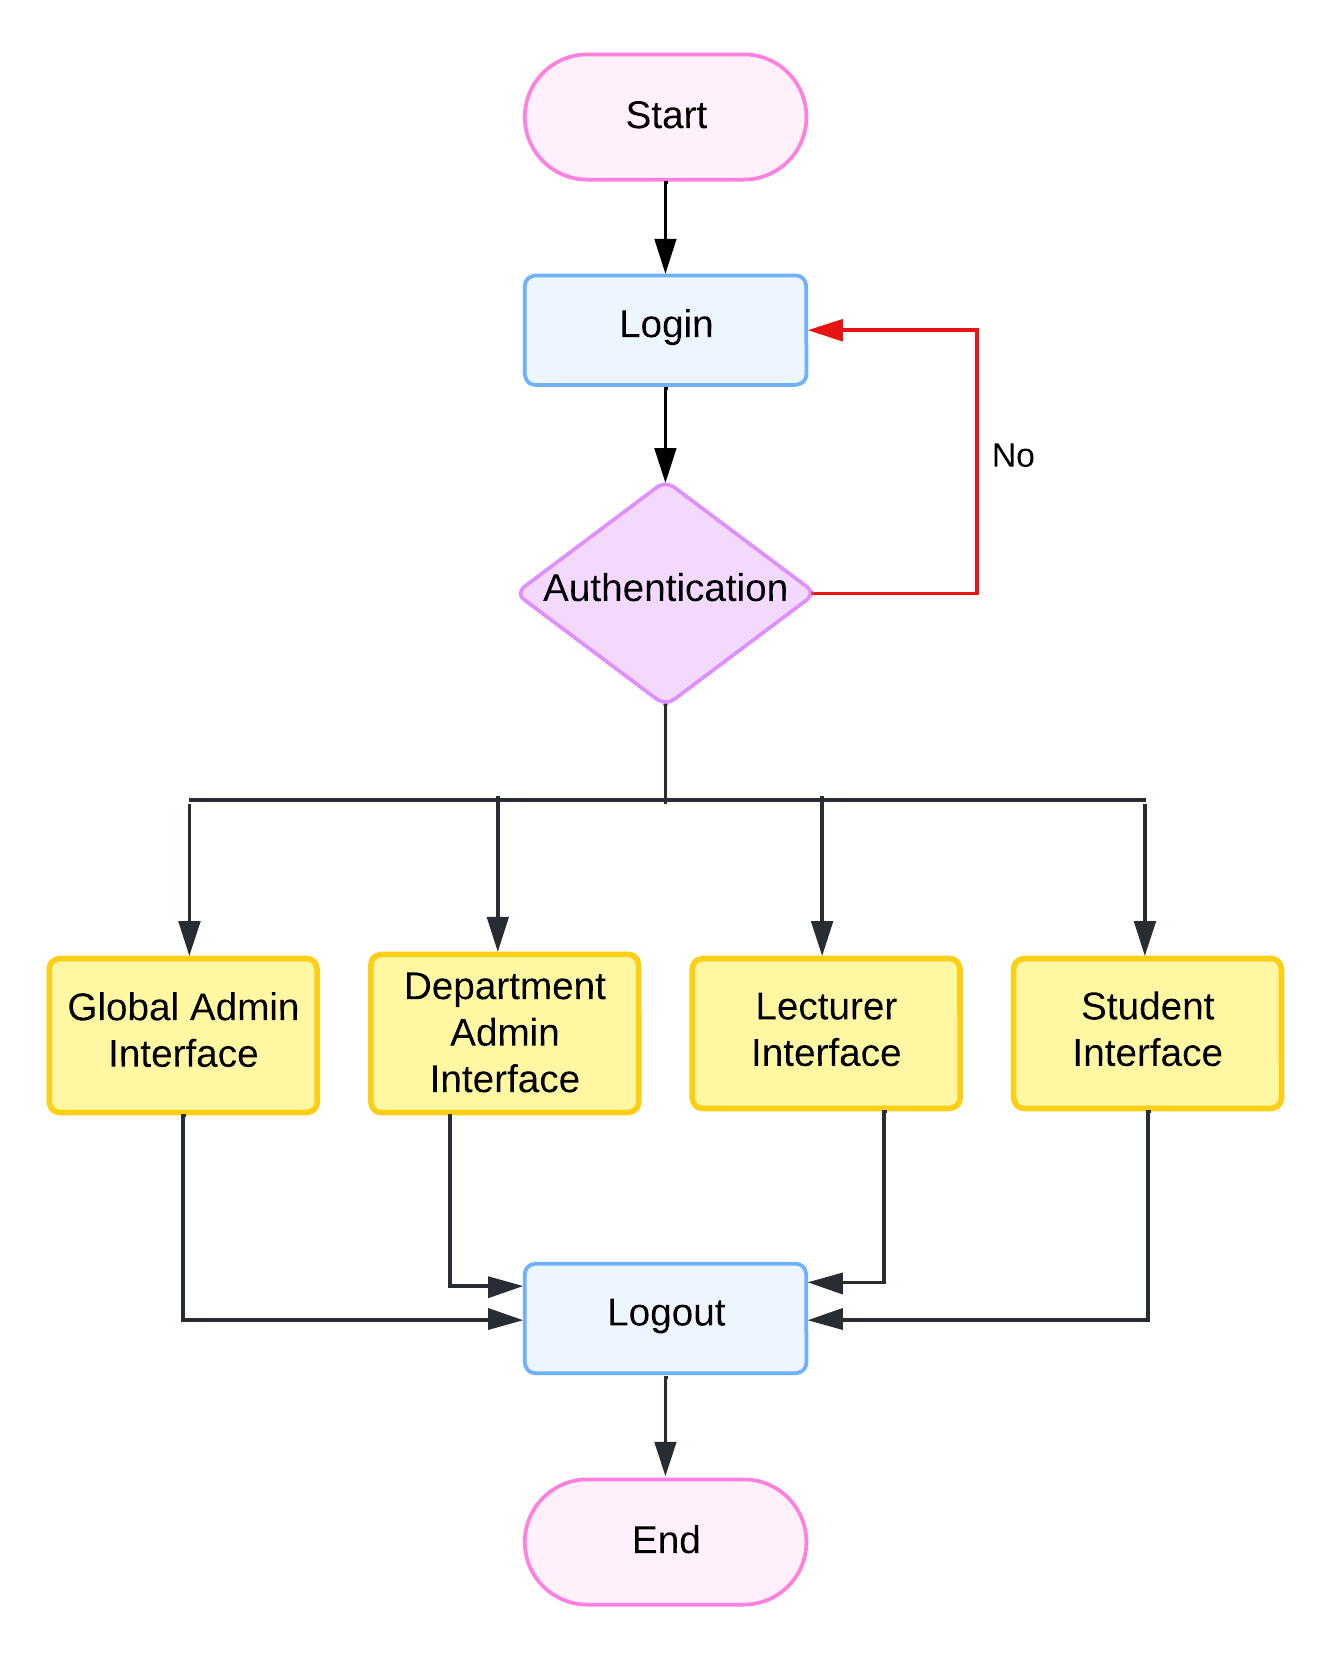 Start
Login
No
Authentication
Global Admin
Interface
Department
Admin
Interface
Lecturer
Interface
Student
Interface
Logout
End